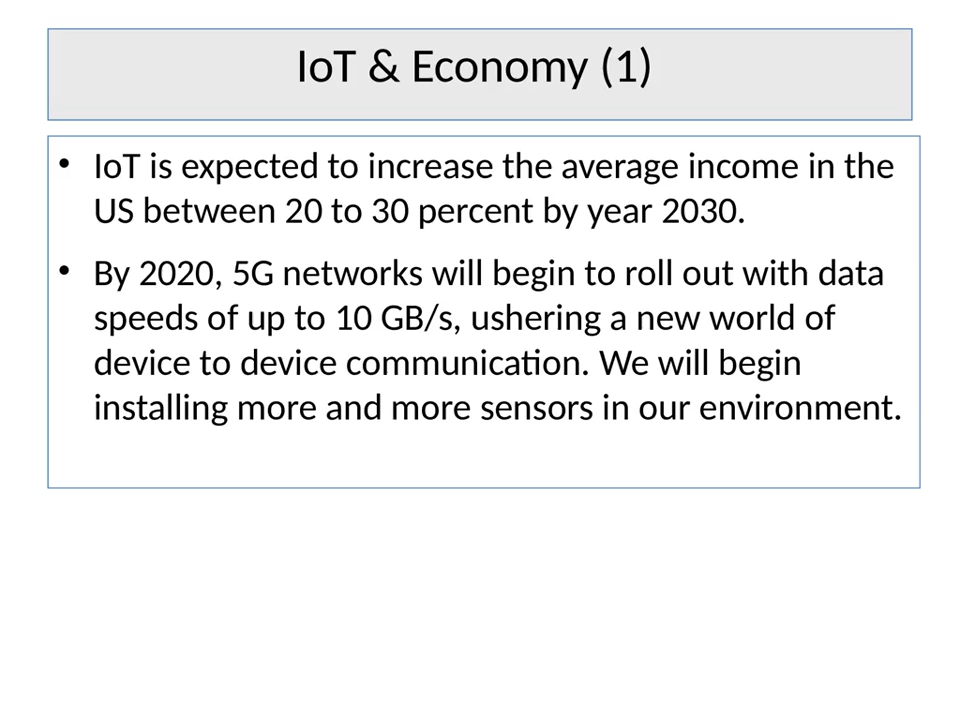 IoT & Economy (1)
• IoT is expected to increase the average income in the
US between 20 to 30 percent by year 2030.
• By 2020, 5G networks will begin to roll out with data
speeds of up to 10 GB/s, ushering a new world of
device to device communication. We will begin
installing more and more sensors in our environment.